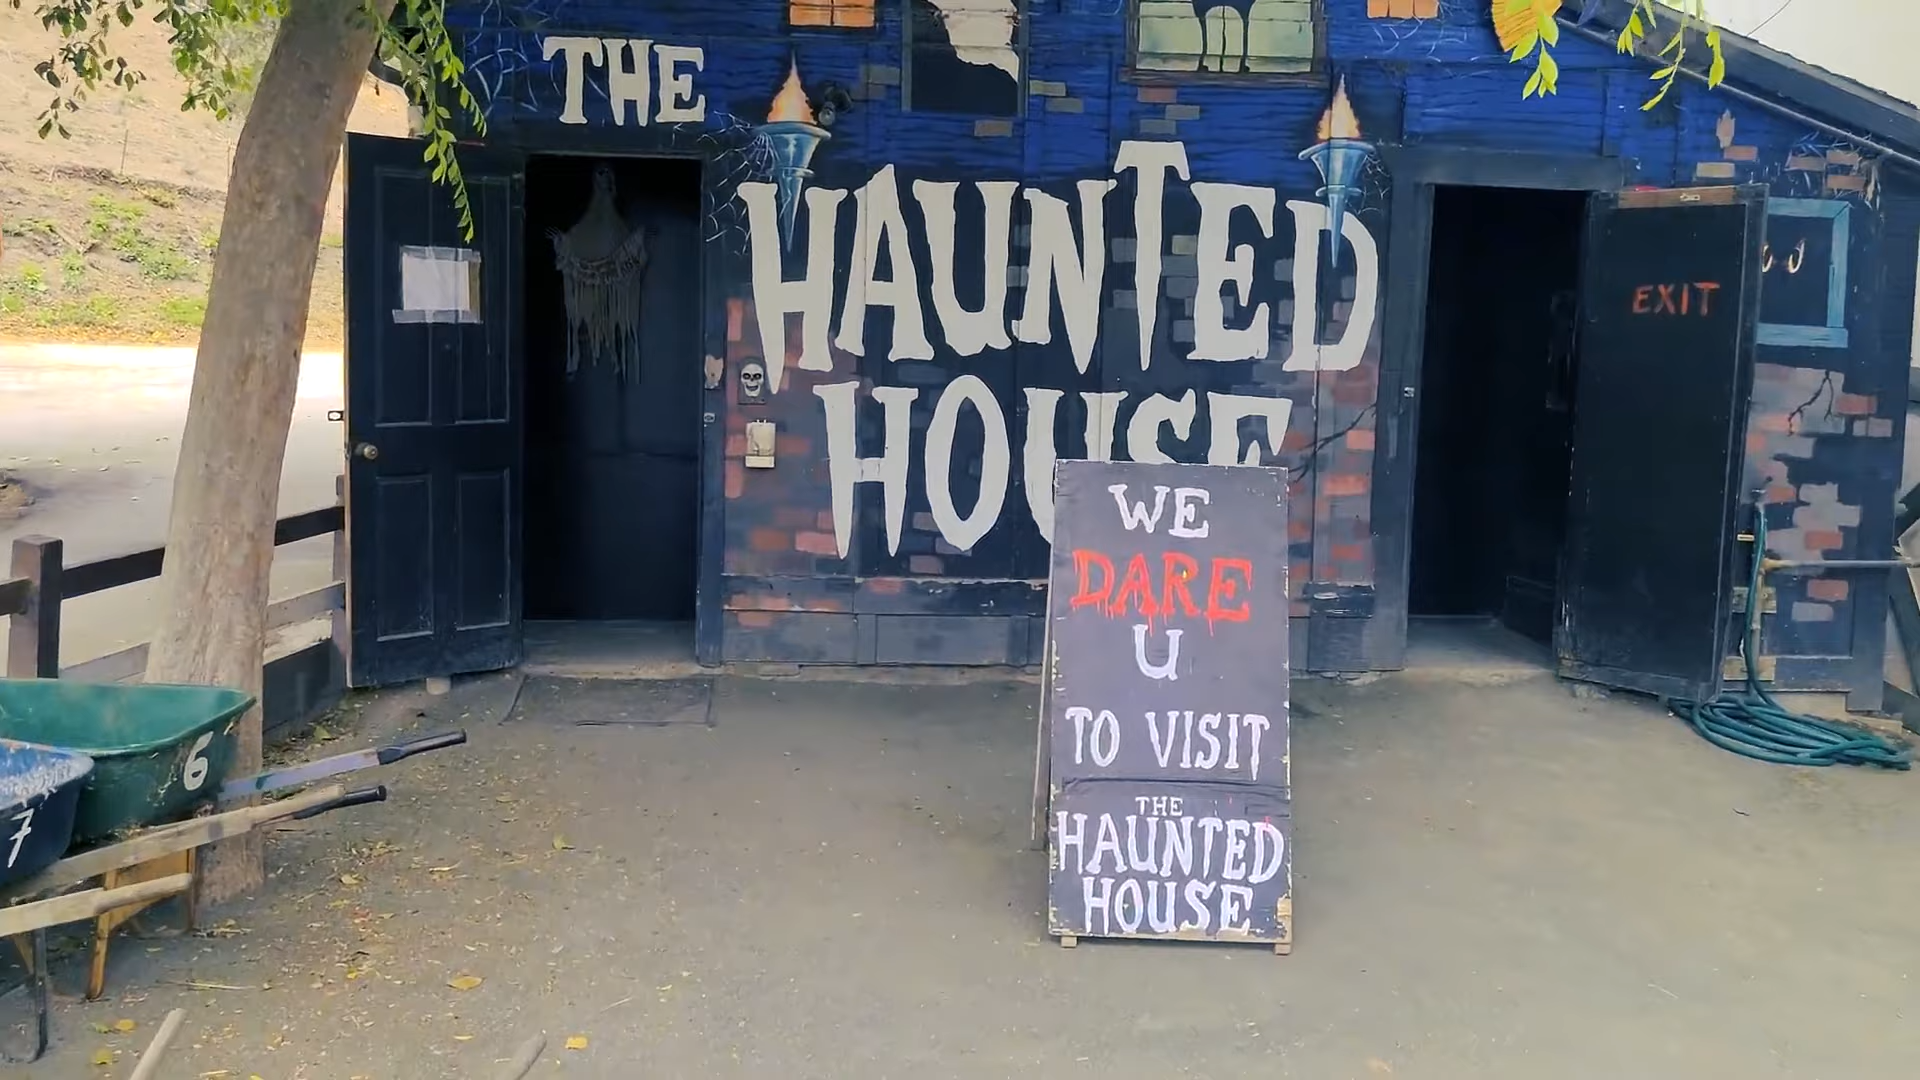 THE
HAUNTED
HOUSE
EXIT
WE
DARE
U
TO VISIT
THE
HAUNTED
HOUSE
6
7